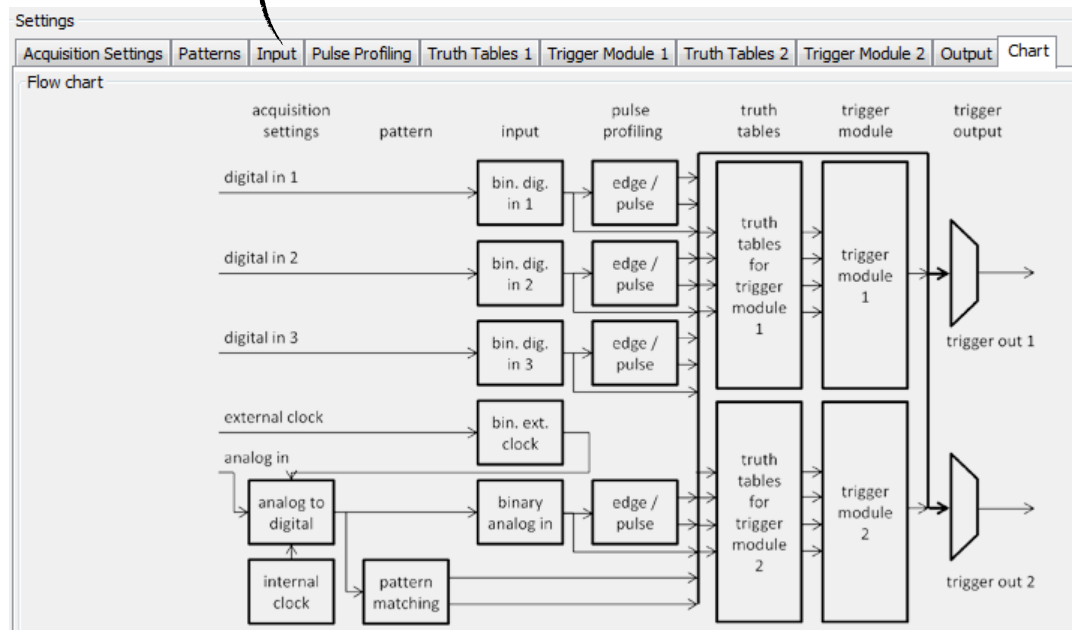 Settings
Acquisition Settings Patterns Input Pulse Profiling Truth Tables 1 Trigger Module 1 Truth Tables 2 Trigger Module 2 Output Chart
Flow chart
acquisition
settings
pattern
input
pulse
profiling
truth
tables
trigger
module
trigger
output
digital in 1
bin. dig.
in 1
edge /
pulse
digital in 2
bin. dig.
in 2
edge /
pulse
digital in 3
bin. dig.
in 3
edge /
pulse
truth
tables
for
trigger
module
1
trigger
module
1
trigger out 1
external clock
bin. ext.
clock
analog in
analog to
digital
binary
analog in
edge /
pulse
internal
clock
pattern
matching
truth
tables
for
trigger
module
2
trigger
module
2
trigger out 2